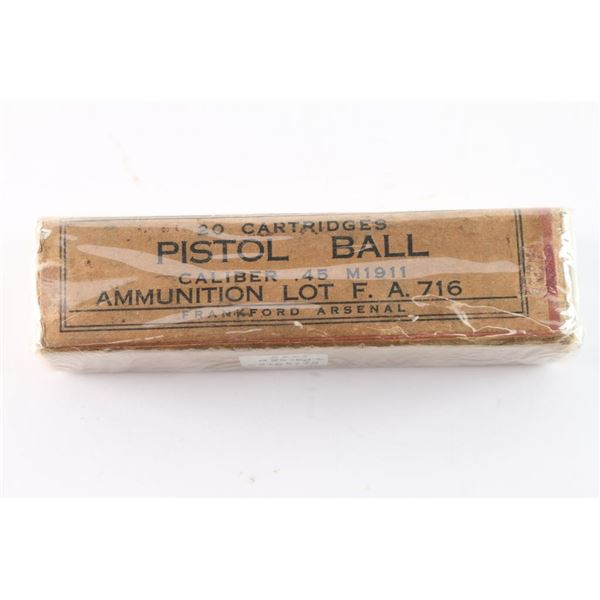 20 CARTRIDGES
PISTOL BALL
CALIBER .45 M1911
AMMUNITION LOT F. A. 716
FRANKFORD ARSENAL